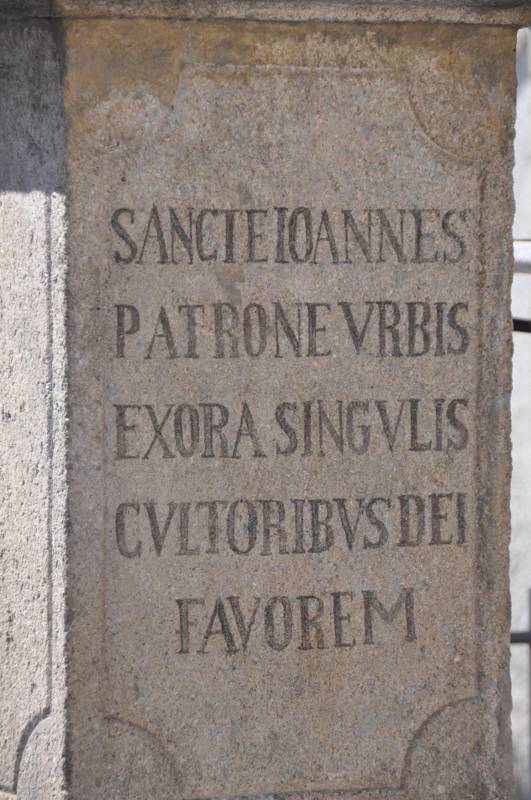 SANCTE IOANNES
PATRONE VRBIS
EXORA SINGVLIS
CVLTORIBVS DEI
FAVOREM